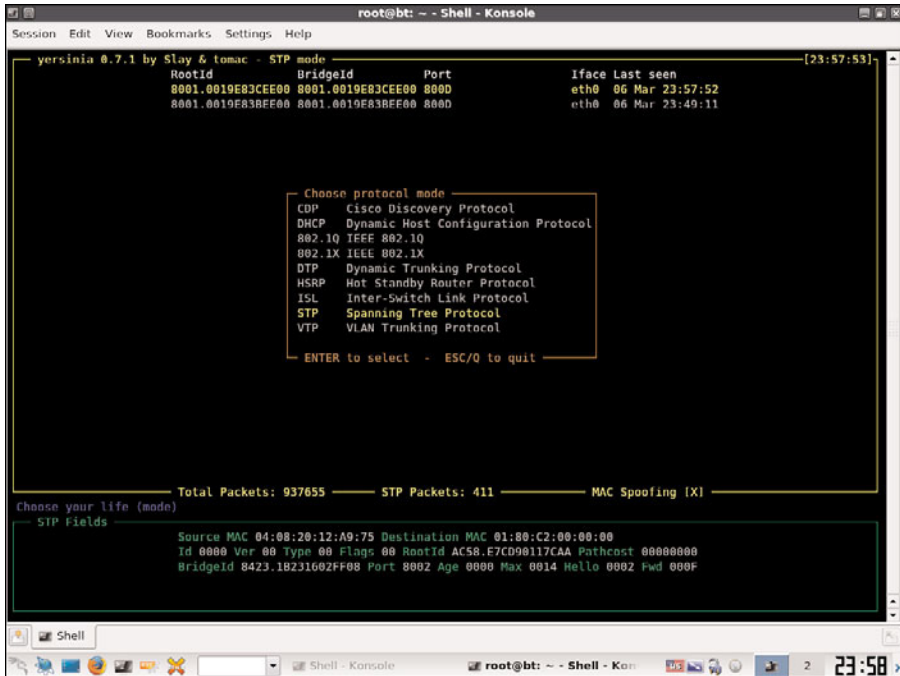 root@bt: ~ - Shell - Konsole
Session Edit View Bookmarks Settings Help
yersinia 0.7.1 by Slay & tomac - STP mode [23:57:53]
RootId BridgeId Port Iface Last seen
8001.0019E83CEE00 8001.0019E83CEE00 800D eth0 06 Mar 23:57:52
8001.0019E83BEE00 8001.0019E83BEE00 800D eth0 06 Mar 23:49:11
Choose protocol mode
CDP Cisco Discovery Protocol
DHCP Dynamic Host Configuration Protocol
802.1Q IEEE 802.1Q
802.1X IEEE 802.1X
DTP Dynamic Trunking Protocol
HSRP Hot Standby Router Protocol
ISL Inter-Switch Link Protocol
STP Spanning Tree Protocol
VTP VLAN Trunking Protocol
ENTER to select - ESC/Q to quit
Total Packets: 937655 STP Packets: 411 MAC Spoofing [X]
Choose your life (mode)
STP Fields
Source MAC 04:08:20:12:A9:75 Destination MAC 01:80:C2:00:00:00
Id 0000 Ver 00 Type 00 Flags 00 RootId AC58.E7CD90117CAA Pathcost 00000000
BridgeId 8423.1B231602FF08 Port 8002 Age 0000 Max 0014 Hello 0002 Fwd 000F
Shell
Shell - Konsole root@bt: ~ - Shell - Kon US 2 23:58